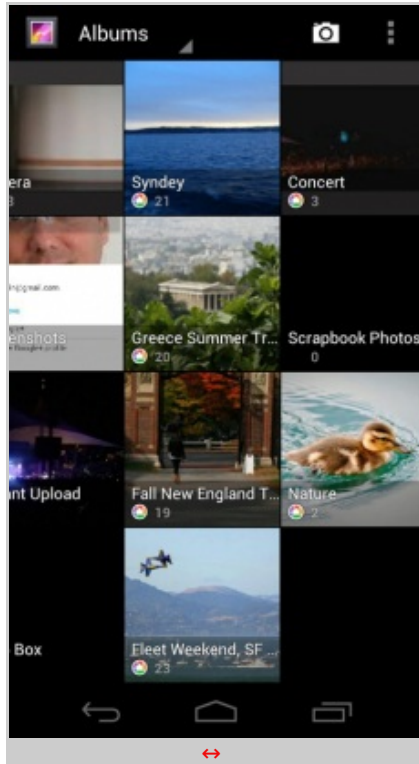 Albums
era
3
Syndey
21
Concert
3
enshots
Greece Summer Tr...
20
Scrapbook Photos
0
nt Upload
Fall New England T...
19
Nature
2
Box
Fleet Weekend, SF ...
23